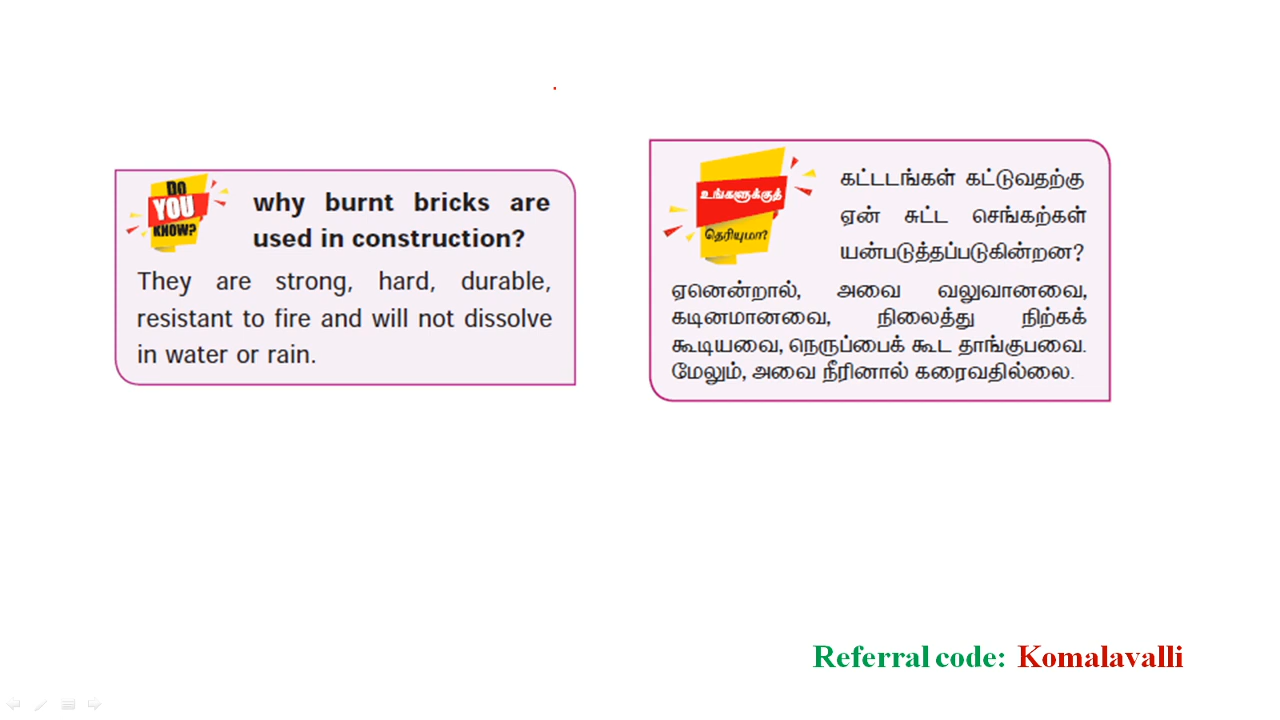 DO
YOU
KNOW?
why burnt bricks are
used in construction?
They are strong, hard, durable,
resistant to fire and will not dissolve
in water or rain.
உங்களுக்குத்
தெரியுமா?
கட்டடங்கள் கட்டுவதற்கு
ஏன் சுட்ட செங்கற்கள்
யன்படுத்தப்படுகின்றன?
ஏனென்றால், அவை வலுவானவை,
கடினமானவை, நிலைத்து நிற்கக்
கூடியவை, நெருப்பைக் கூட தாங்குபவை.
மேலும், அவை நீரினால் கரைவதில்லை.
Referral code: Komalavalli